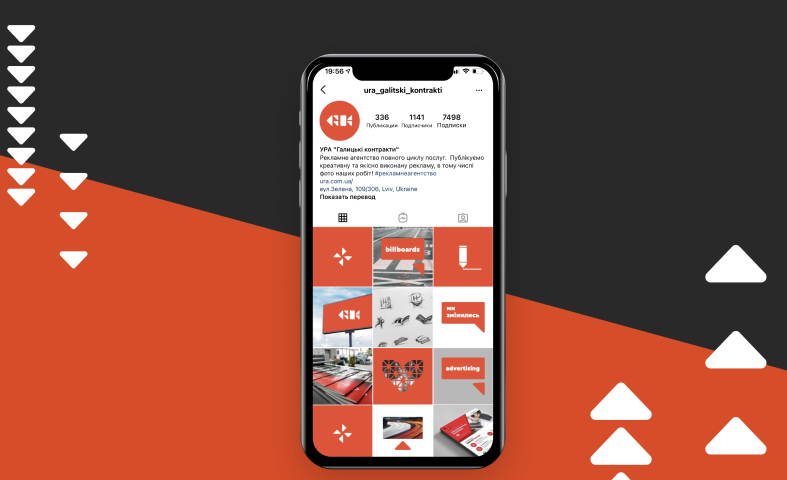 19:56
ura_galitski_kontrakti
336 1141 7498
Публикации Подписчики Подписки
УРА "Галицькі контракти"
Рекламне агентство повного циклу послуг. Публікуємо
креативну та якісно виконану рекламу, в тому числі
фото наших робіт! #рекламнеагентство
ura.com.ua/
вул.Зелена, 109/306, Lviv, Ukraine
Показать перевод
billboards
ми
змінились
advertising